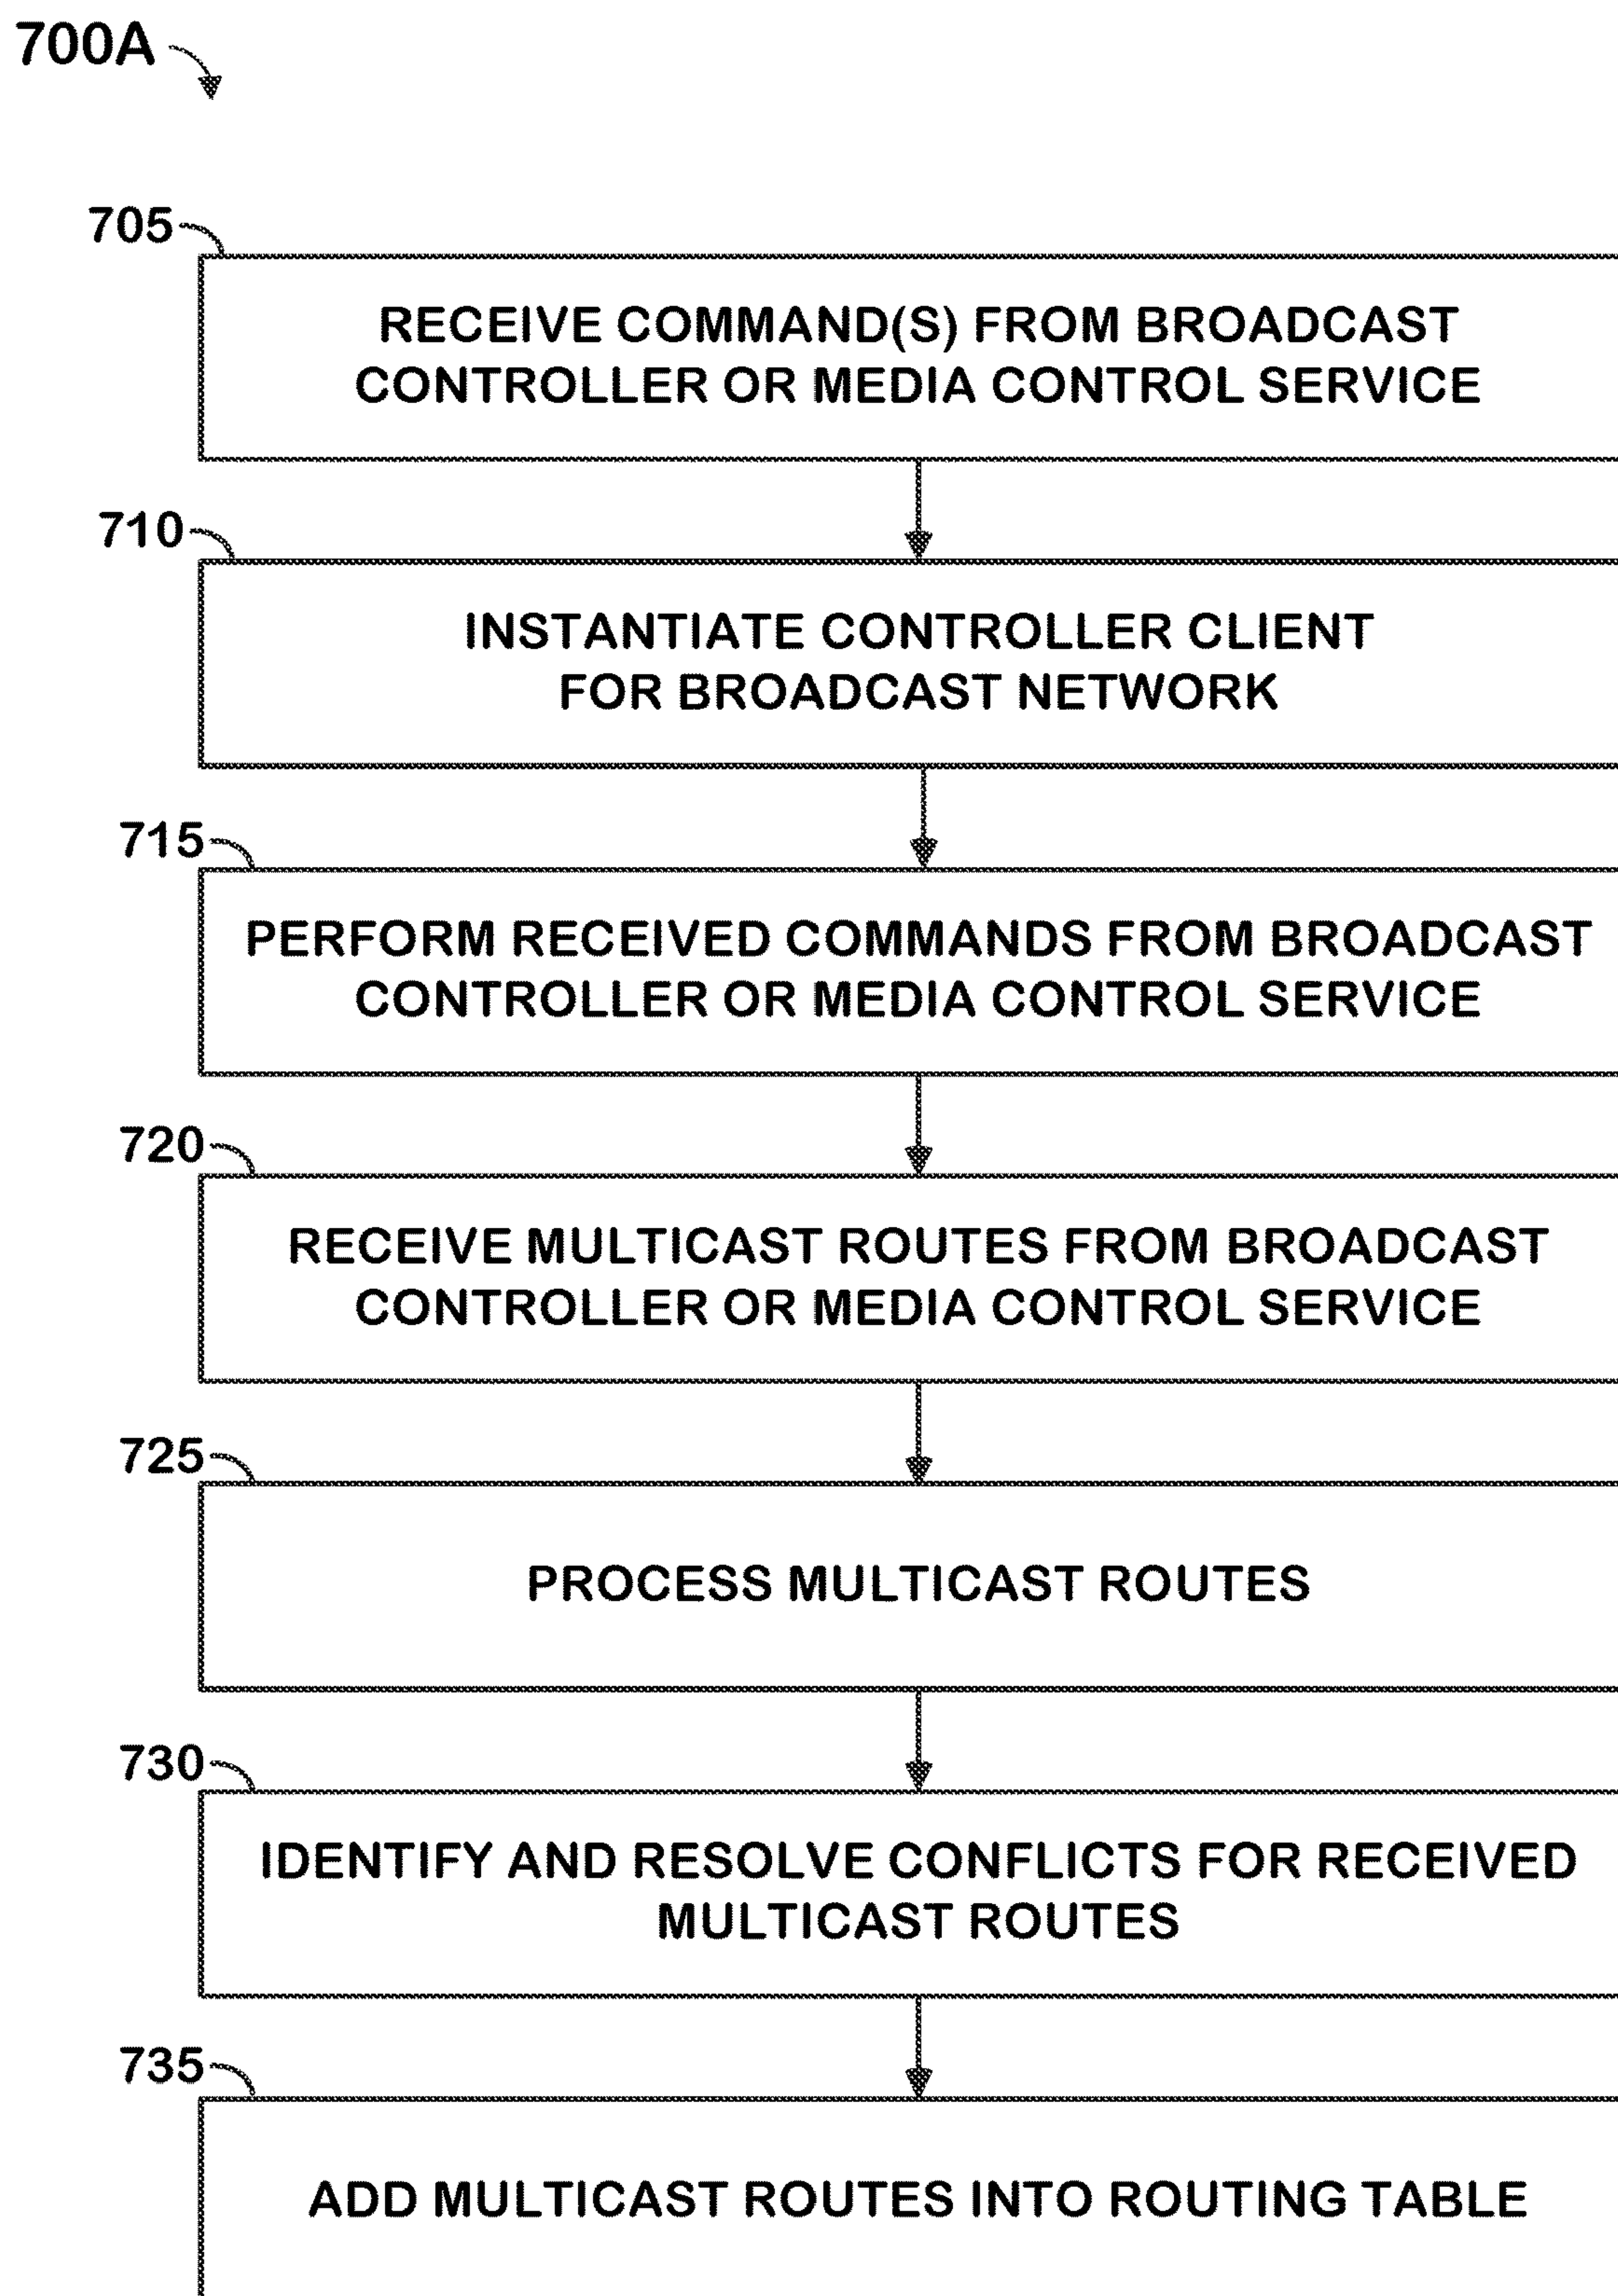 700A
705
RECEIVE COMMAND(S) FROM BROADCAST
CONTROLLER OR MEDIA CONTROL SERVICE
710
INSTANTIATE CONTROLLER CLIENT
FOR BROADCAST NETWORK
715
PERFORM RECEIVED COMMANDS FROM BROADCAST
CONTROLLER OR MEDIA CONTROL SERVICE
720
RECEIVE MULTICAST ROUTES FROM BROADCAST
CONTROLLER OR MEDIA CONTROL SERVICE
725
PROCESS MULTICAST ROUTES
730
IDENTIFY AND RESOLVE CONFLICTS FOR RECEIVED
MULTICAST ROUTES
735
ADD MULTICAST ROUTES INTO ROUTING TABLE